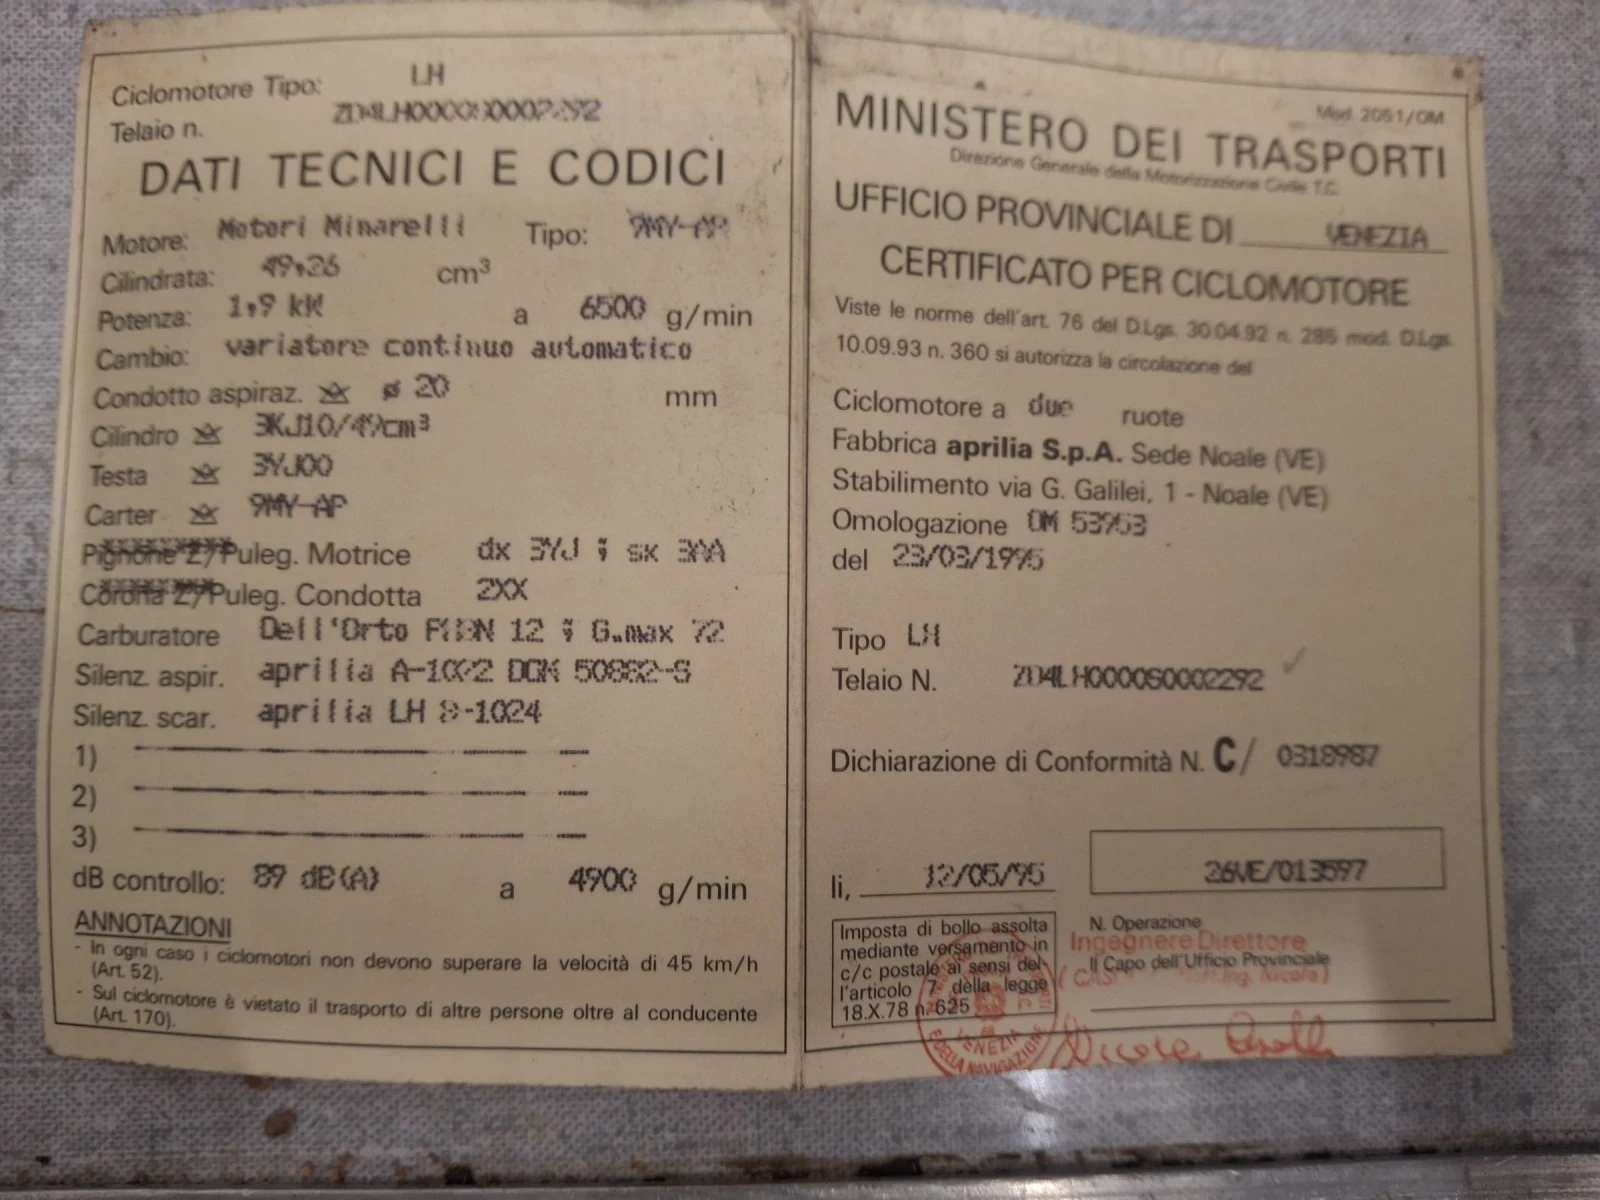 Ciclomotore Tipo: LH
Telaio n.
DATI TECNICI E CODICI
Motore: Motori Minarelli Tipo: 9MY-AP
Cilindrata: 49,26 cm³
Potenza: 1,9 kW a 6500 g/min
Cambio: variatore continuo automatico
Condotto aspiraz. ø 20 mm
Cilindro 3KJ10/49cm³
Testa 3YJ00
Carter 9MY-AP
Pignone Z/Puleg. Motrice dx 3YJ ; sx 3AA
Corona Z/Puleg. Condotta 2XX
Carburatore Dell'Orto 12 ; G.max 72
Silenz. aspir. aprilia A-1022 DGM 50882-S
Silenz. scar. aprilia LH B-1024
1)
2)
3)
dB controllo: 89 dB(A) a 4900 g/min
ANNOTAZIONI
- In ogni caso i ciclomotori non devono superare la velocità di 45 km/h
(Art. 52).
- Sul ciclomotore è vietato il trasporto di altre persone oltre al conducente
(Art. 170).
Mod. 2051/OM
MINISTERO DEI TRASPORTI
Direzione Generale della Motorizzazione Civile T.C.
UFFICIO PROVINCIALE DI VENEZIA
CERTIFICATO PER CICLOMOTORE
Viste le norme dell'art. 76 del D.Lgs. 30.04.92 n. 285 mod. D.Lgs.
10.09.93 n. 360 si autorizza la circolazione del
Ciclomotore a due ruote
Fabbrica aprilia S.p.A. Sede Noale (VE)
Stabilimento via G. Galilei, 1 - Noale (VE)
Omologazione OM 53953
del 23/03/1995
Tipo LH
Telaio N. ZD4LH0000S0002292
Dichiarazione di Conformità N. C/ 0318987
li, 12/05/95
26VE/013597
Imposta di bollo assolta
mediante versamento in
c/c postale ai sensi del-
l'articolo 7 della legge
18.X.78 n. 625
N. Operazione
Ingegnere Direttore
Il Capo dell'Ufficio Provinciale
Ing. Nicola)
VENEZIA
DELLA NAVIGAZIONE
Nicola